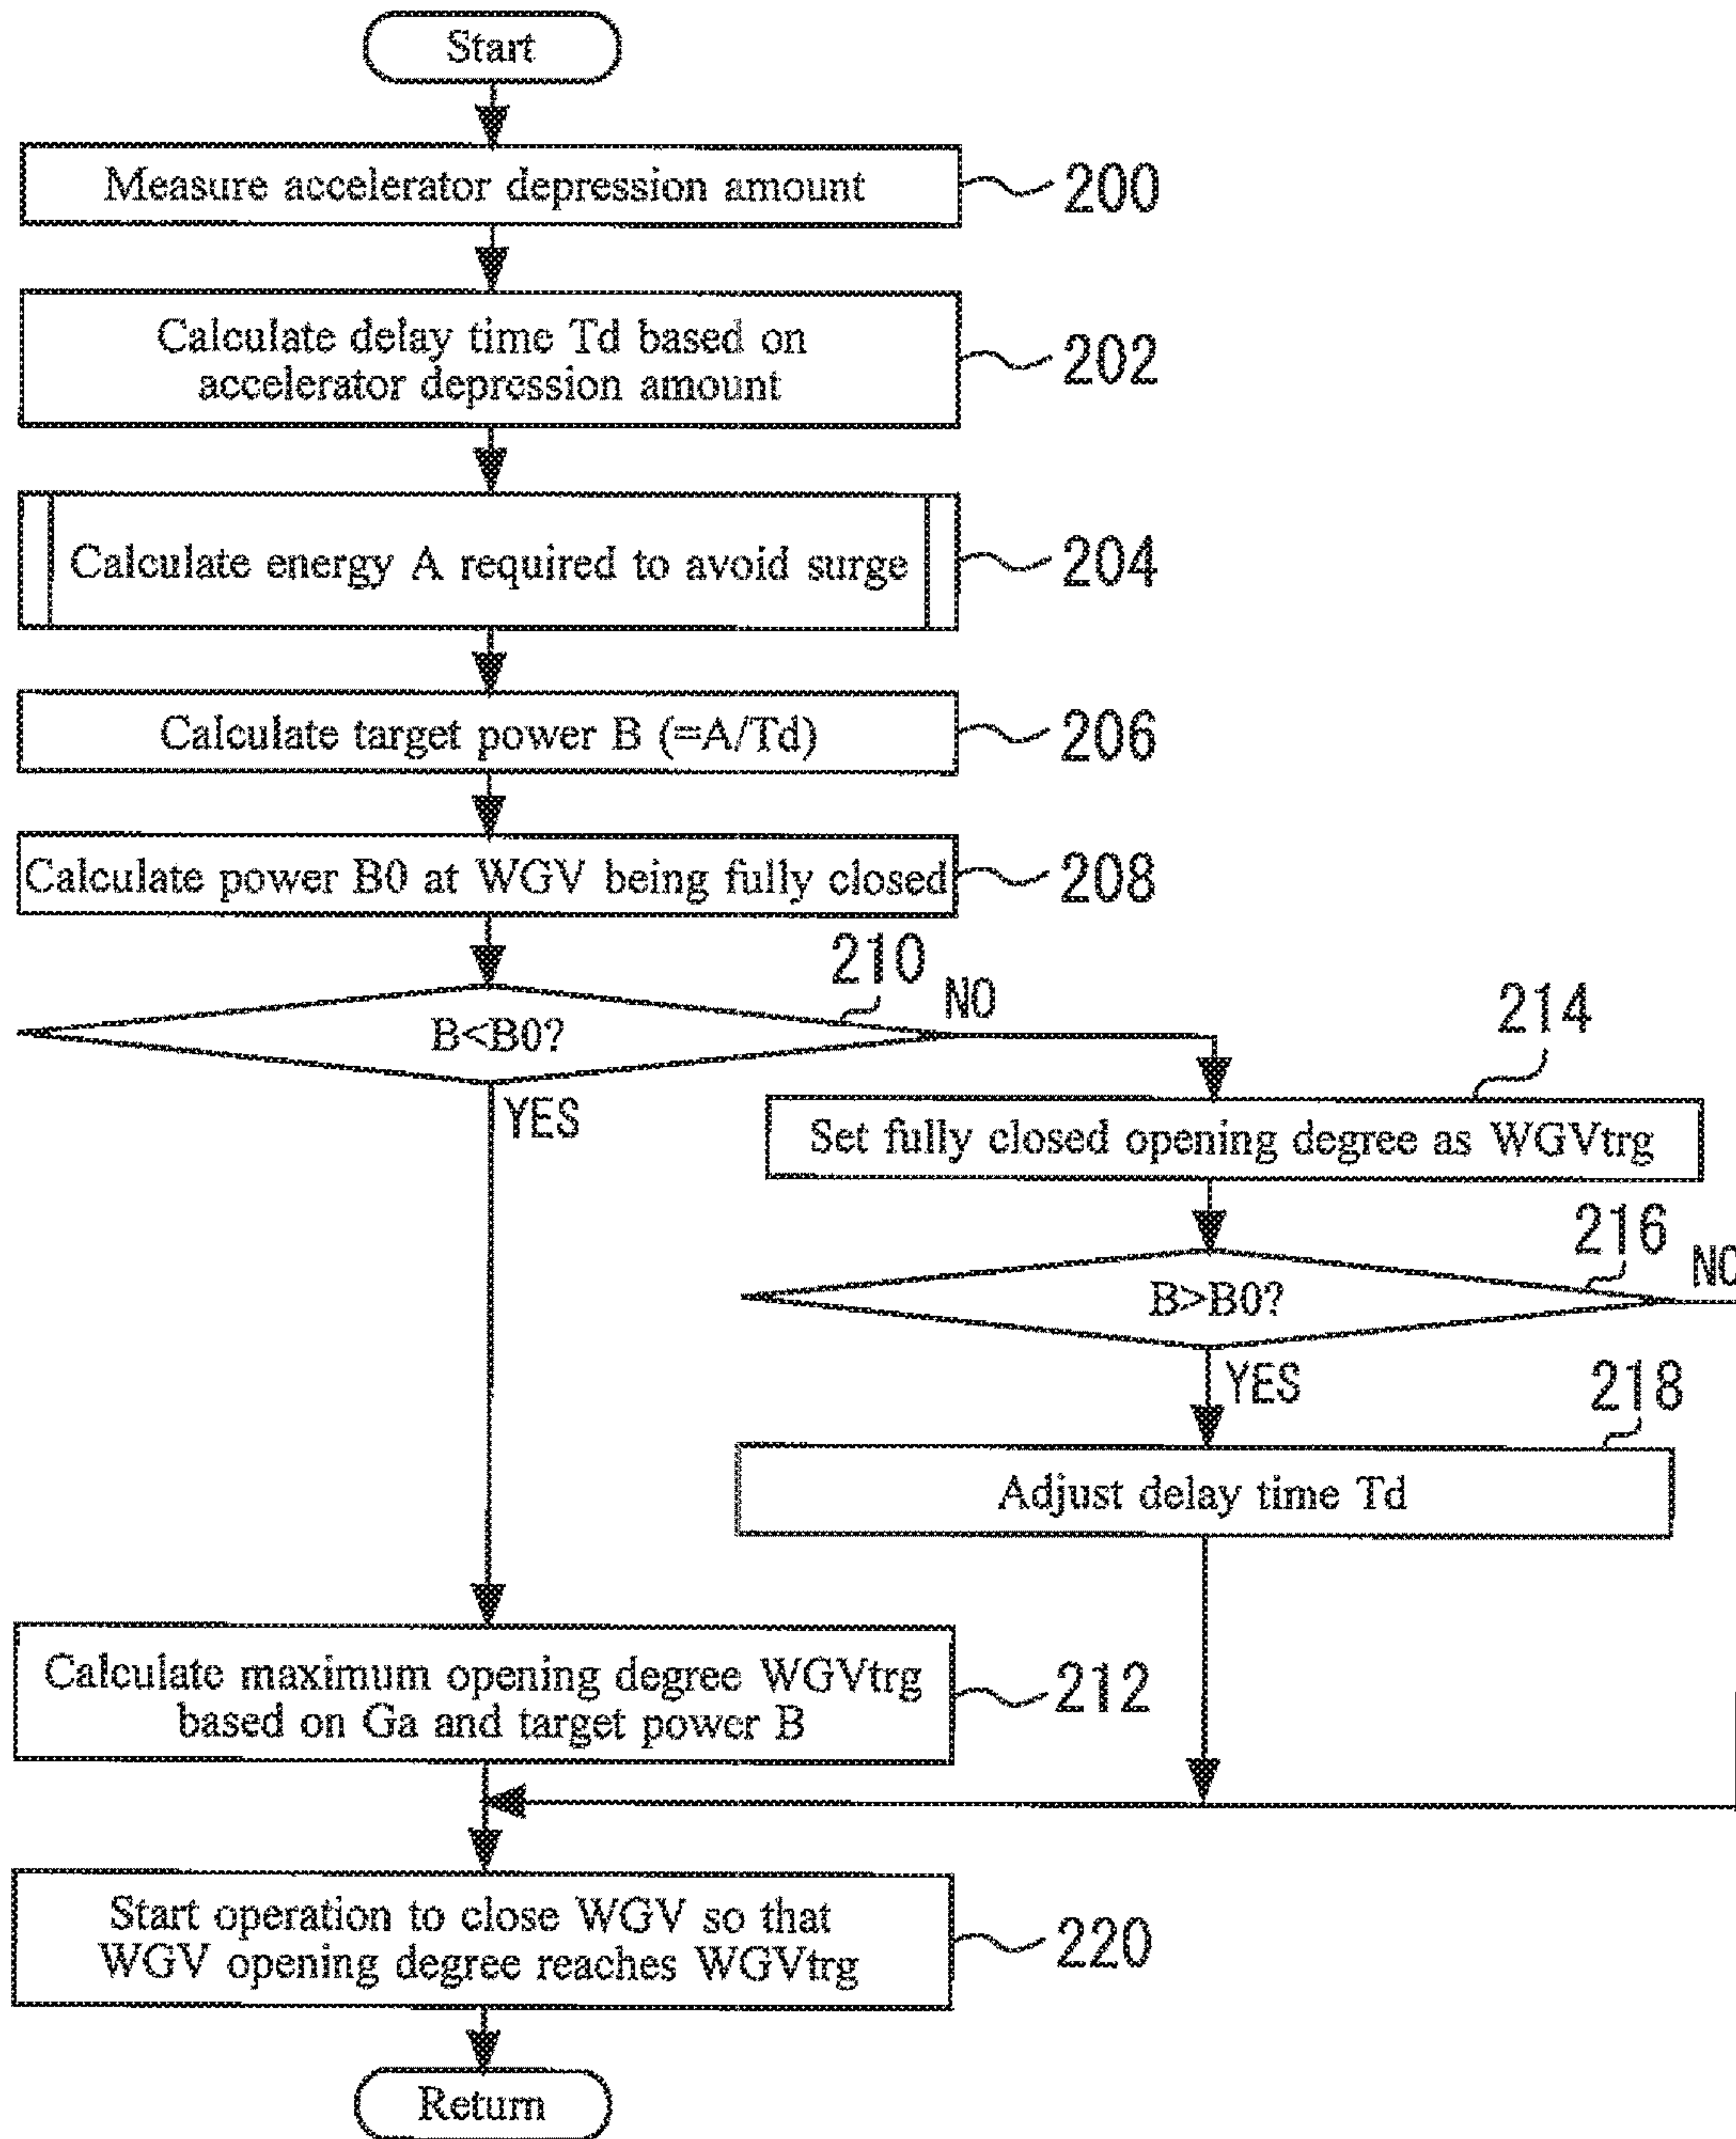 Start
Measure accelerator depression amount
200
Calculate delay time Td based on
accelerator depression amount
202
Calculate energy A required to avoid surge
204
Calculate target power B (=A/Td)
206
Calculate power B0 at WGV being fully closed
208
210
B<B0?
NO
YES
214
Set fully closed opening degree as WGVtrg
216
B>B0?
NO
YES
218
Adjust delay time Td
Calculate maximum opening degree WGVtrg
based on Ga and target power B
212
Start operation to close WGV so that
WGV opening degree reaches WGVtrg
220
Return